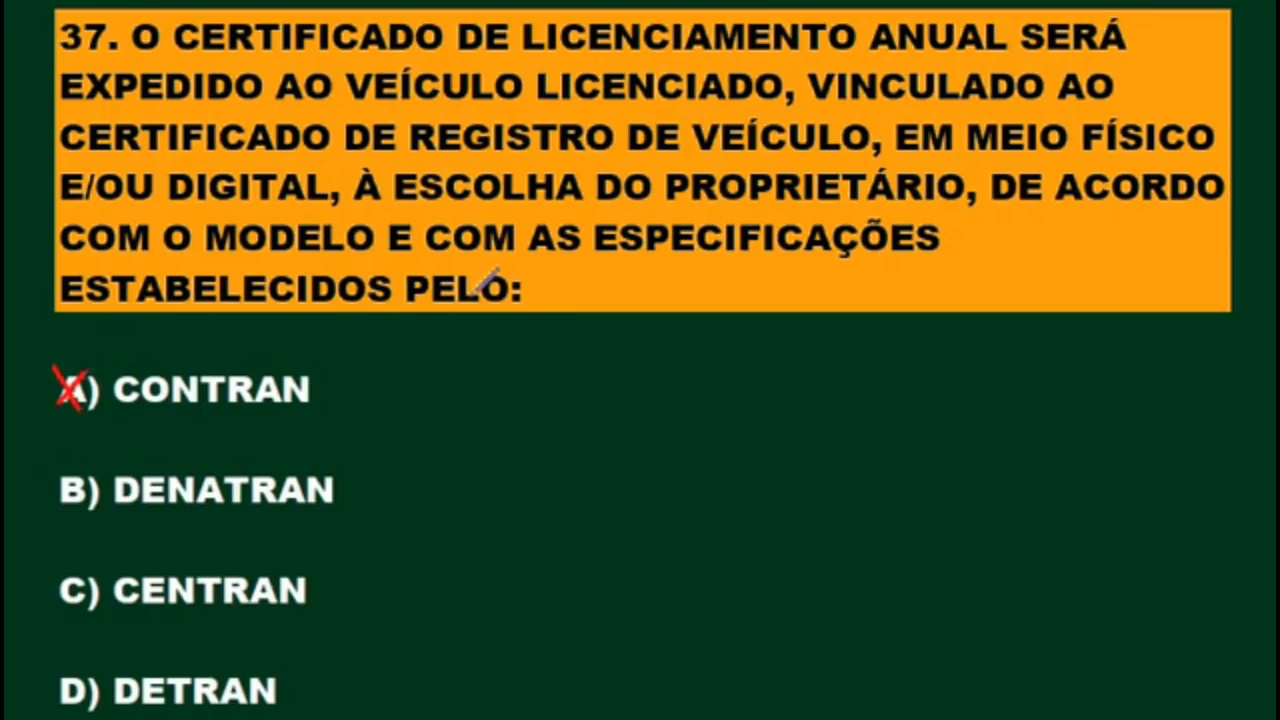 37. O CERTIFICADO DE LICENCIAMENTO ANUAL SERÁ
EXPEDIDO AO VEÍCULO LICENCIADO, VINCULADO AO
CERTIFICADO DE REGISTRO DE VEÍCULO, EM MEIO FÍSICO
E/OU DIGITAL, À ESCOLHA DO PROPRIETÁRIO, DE ACORDO
COM O MODELO E COM AS ESPECIFICAÇÕES
ESTABELECIDOS PELO:
A) CONTRAN
B) DENATRAN
C) CENTRAN
D) DETRAN